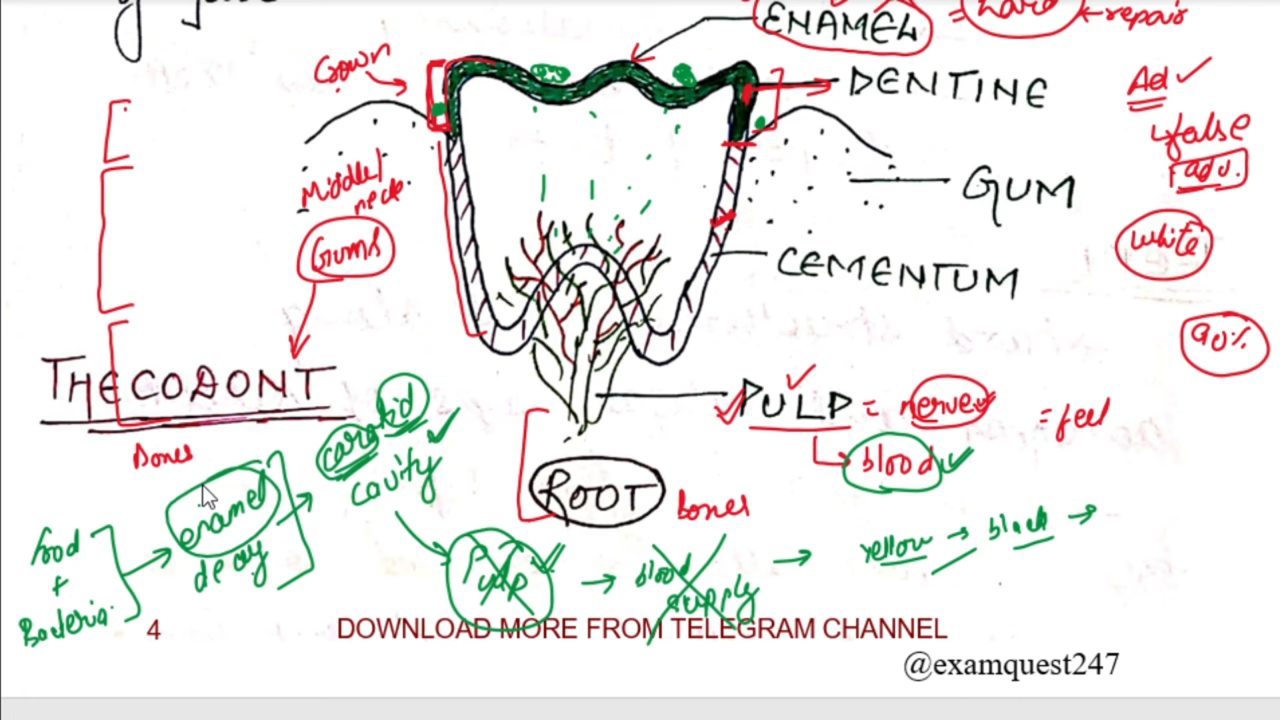 ENAMEL = Hard ← repair
Crown
DENTINE
Ad ✓
false
adv.
Middle/
neck
GUM
Gums
White
CEMENTUM
90%
THECODONT
PULP = nerve = feel
blood
Bones
cavity
enamel
decay
ROOT
bones
food
+
Bacteria
Pulp → blood supply → yellow → black →
4
DOWNLOAD MORE FROM TELEGRAM CHANNEL
@examquest247